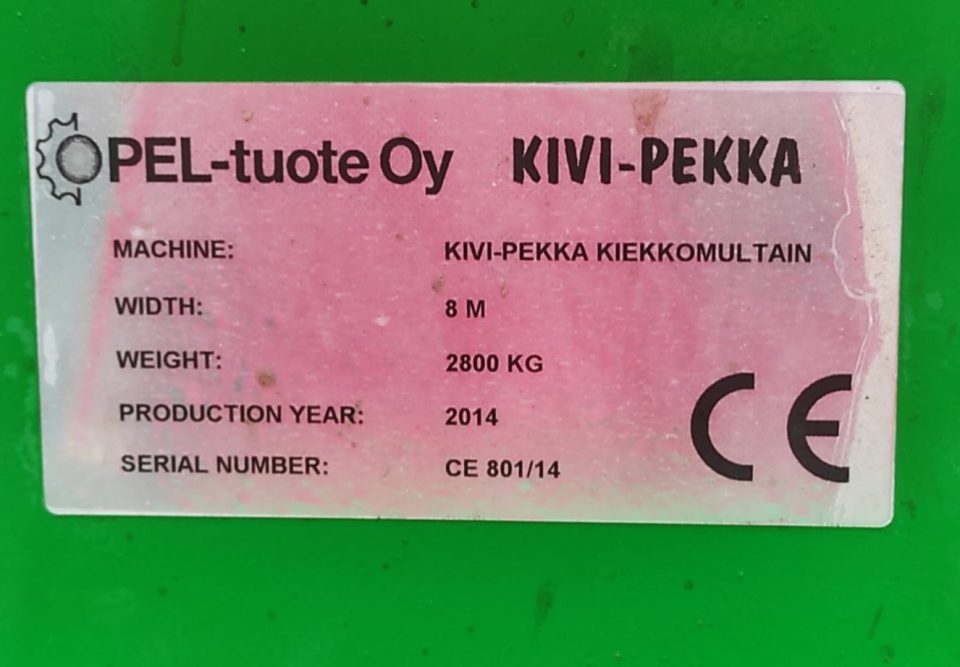 OPEL-tuote Oy KIVI-PEKKA
MACHINE: KIVI-PEKKA KIEKKOMULTAIN
WIDTH: 8 M
WEIGHT: 2800 KG
PRODUCTION YEAR: 2014
SERIAL NUMBER: CE 801/14
CE